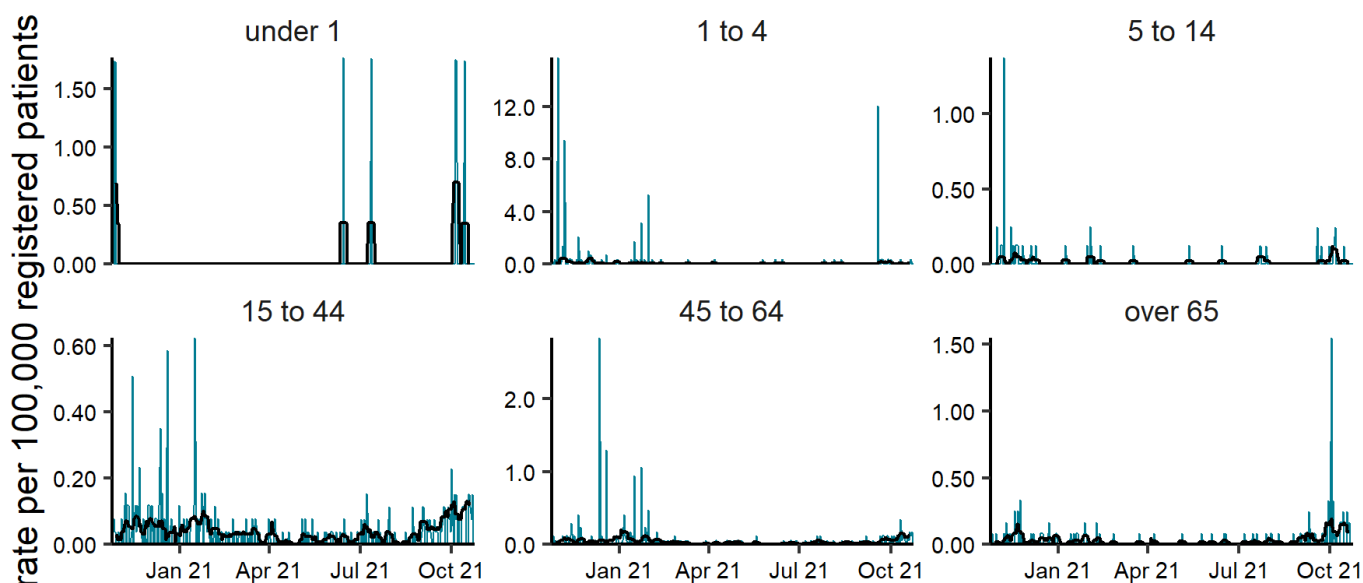 rate per 100,000 registered patients
under 1
1.50
1.00
0.50
0.00
1 to 4
12.0
8.0
4.0
0.0
5 to 14
1.00
0.50
0.00
15 to 44
0.60
0.40
0.20
0.00
Jan 21 Apr 21 Jul 21 Oct 21
45 to 64
2.0
1.0
0.0
Jan 21 Apr 21 Jul 21 Oct 21
over 65
1.50
1.00
0.50
0.00
Jan 21 Apr 21 Jul 21 Oct 21